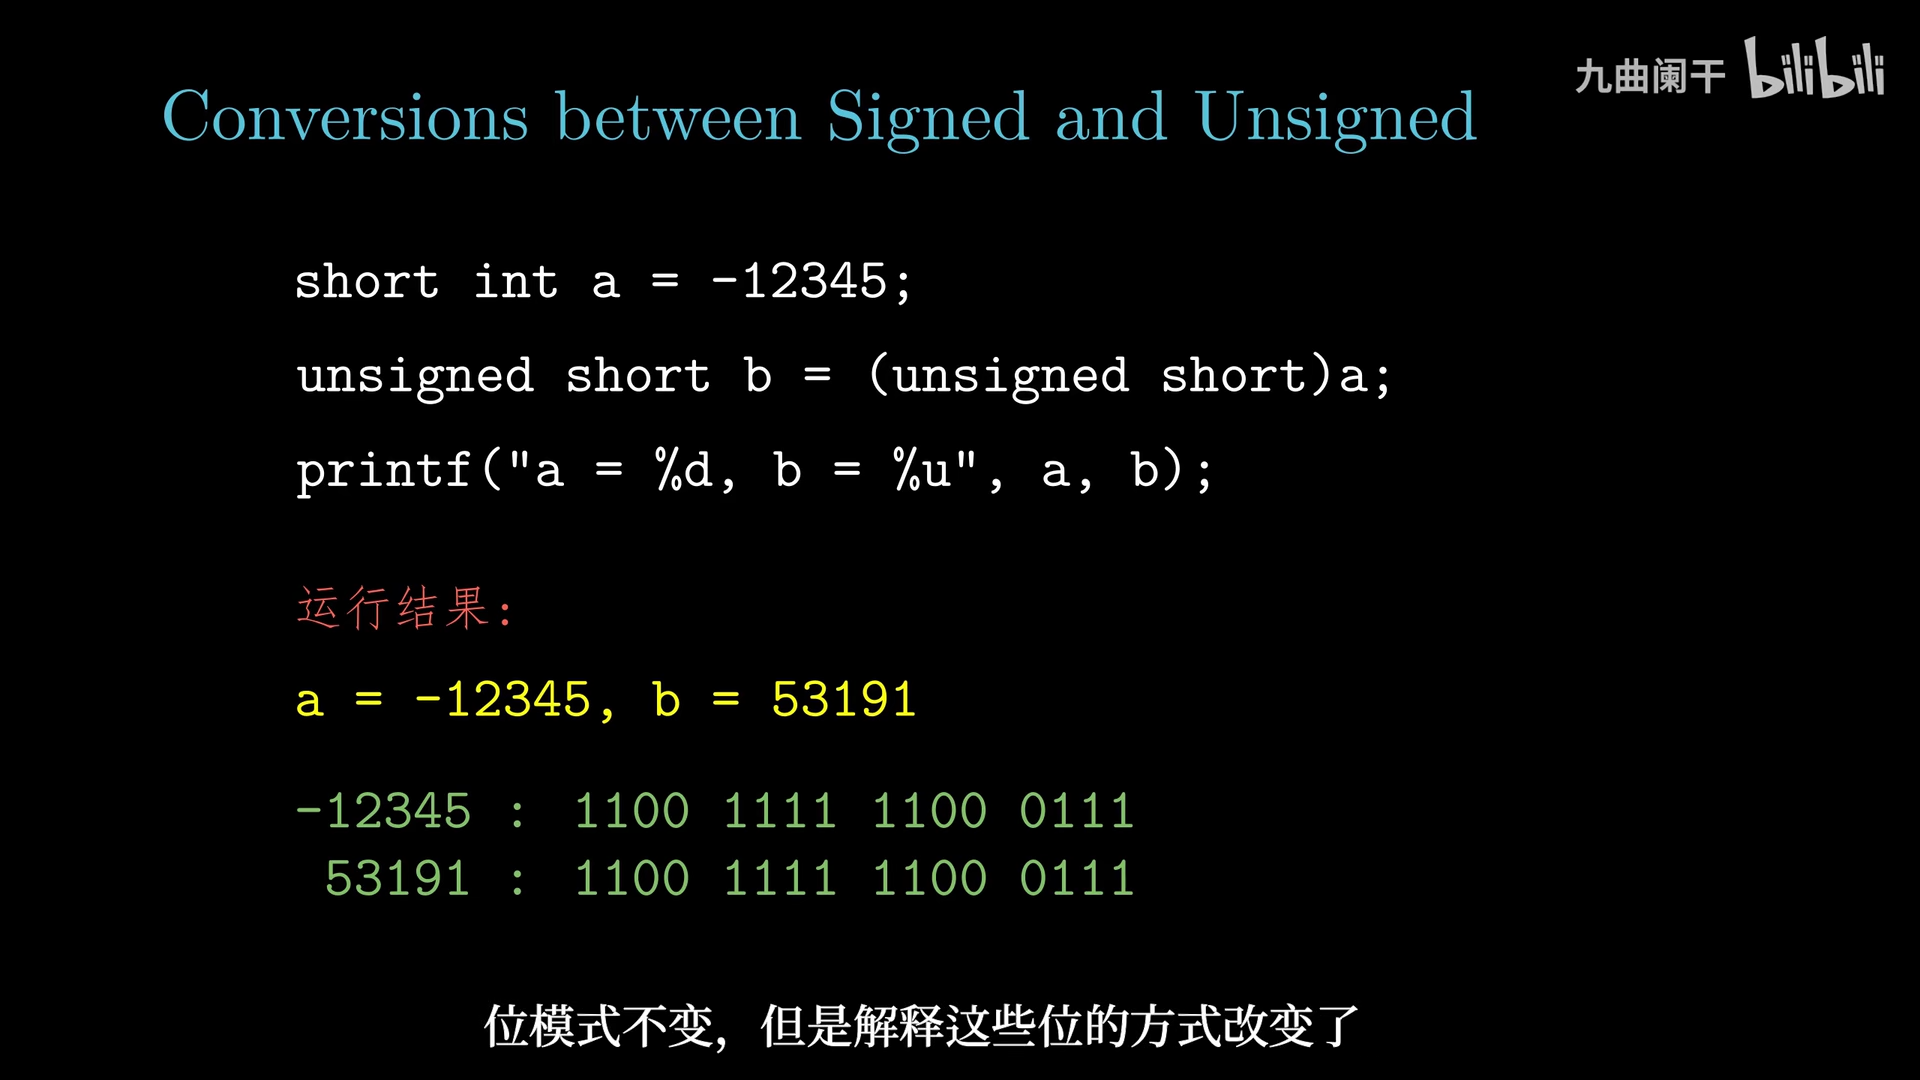 九曲阑干 bilibili
Conversions between Signed and Unsigned
short int a = -12345;
unsigned short b = (unsigned short)a;
printf("a = %d, b = %u", a, b);
运行结果:
a = -12345, b = 53191
-12345 : 1100 1111 1100 0111
53191 : 1100 1111 1100 0111
位模式不变，但是解释这些位的方式改变了